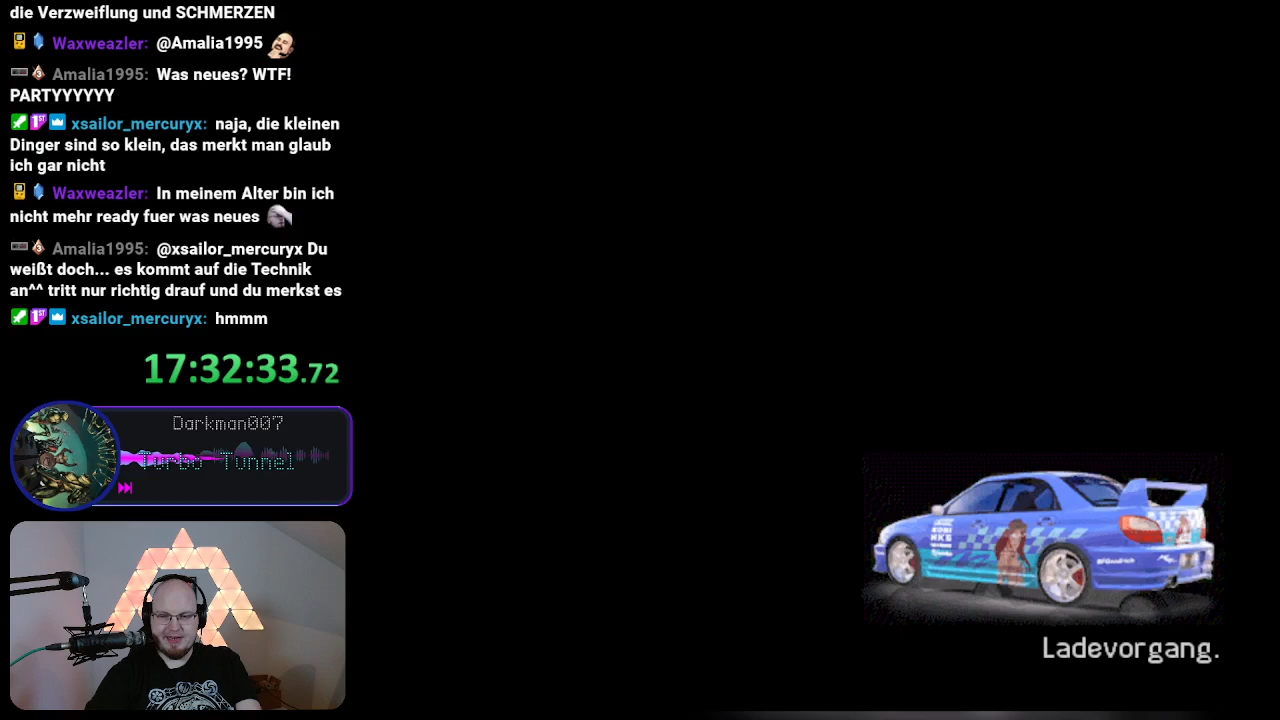 die Verzweiflung und SCHMERZEN
Waxweazler: @Amalia1995
Amalia1995: Was neues? WTF!
PARTYYYYYY
xsailor_mercuryx: naja, die kleinen
Dinger sind so klein, das merkt man glaub
ich gar nicht
Waxweazler: In meinem Alter bin ich
nicht mehr ready fuer was neues
Amalia1995: @xsailor_mercuryx Du
weißt doch... es kommt auf die Technik
an^^ tritt nur richtig drauf und du merkst es
xsailor_mercuryx: hmmm
17:32:33.72
Darkman007
Turbo Tunnel
Ladevorgang.